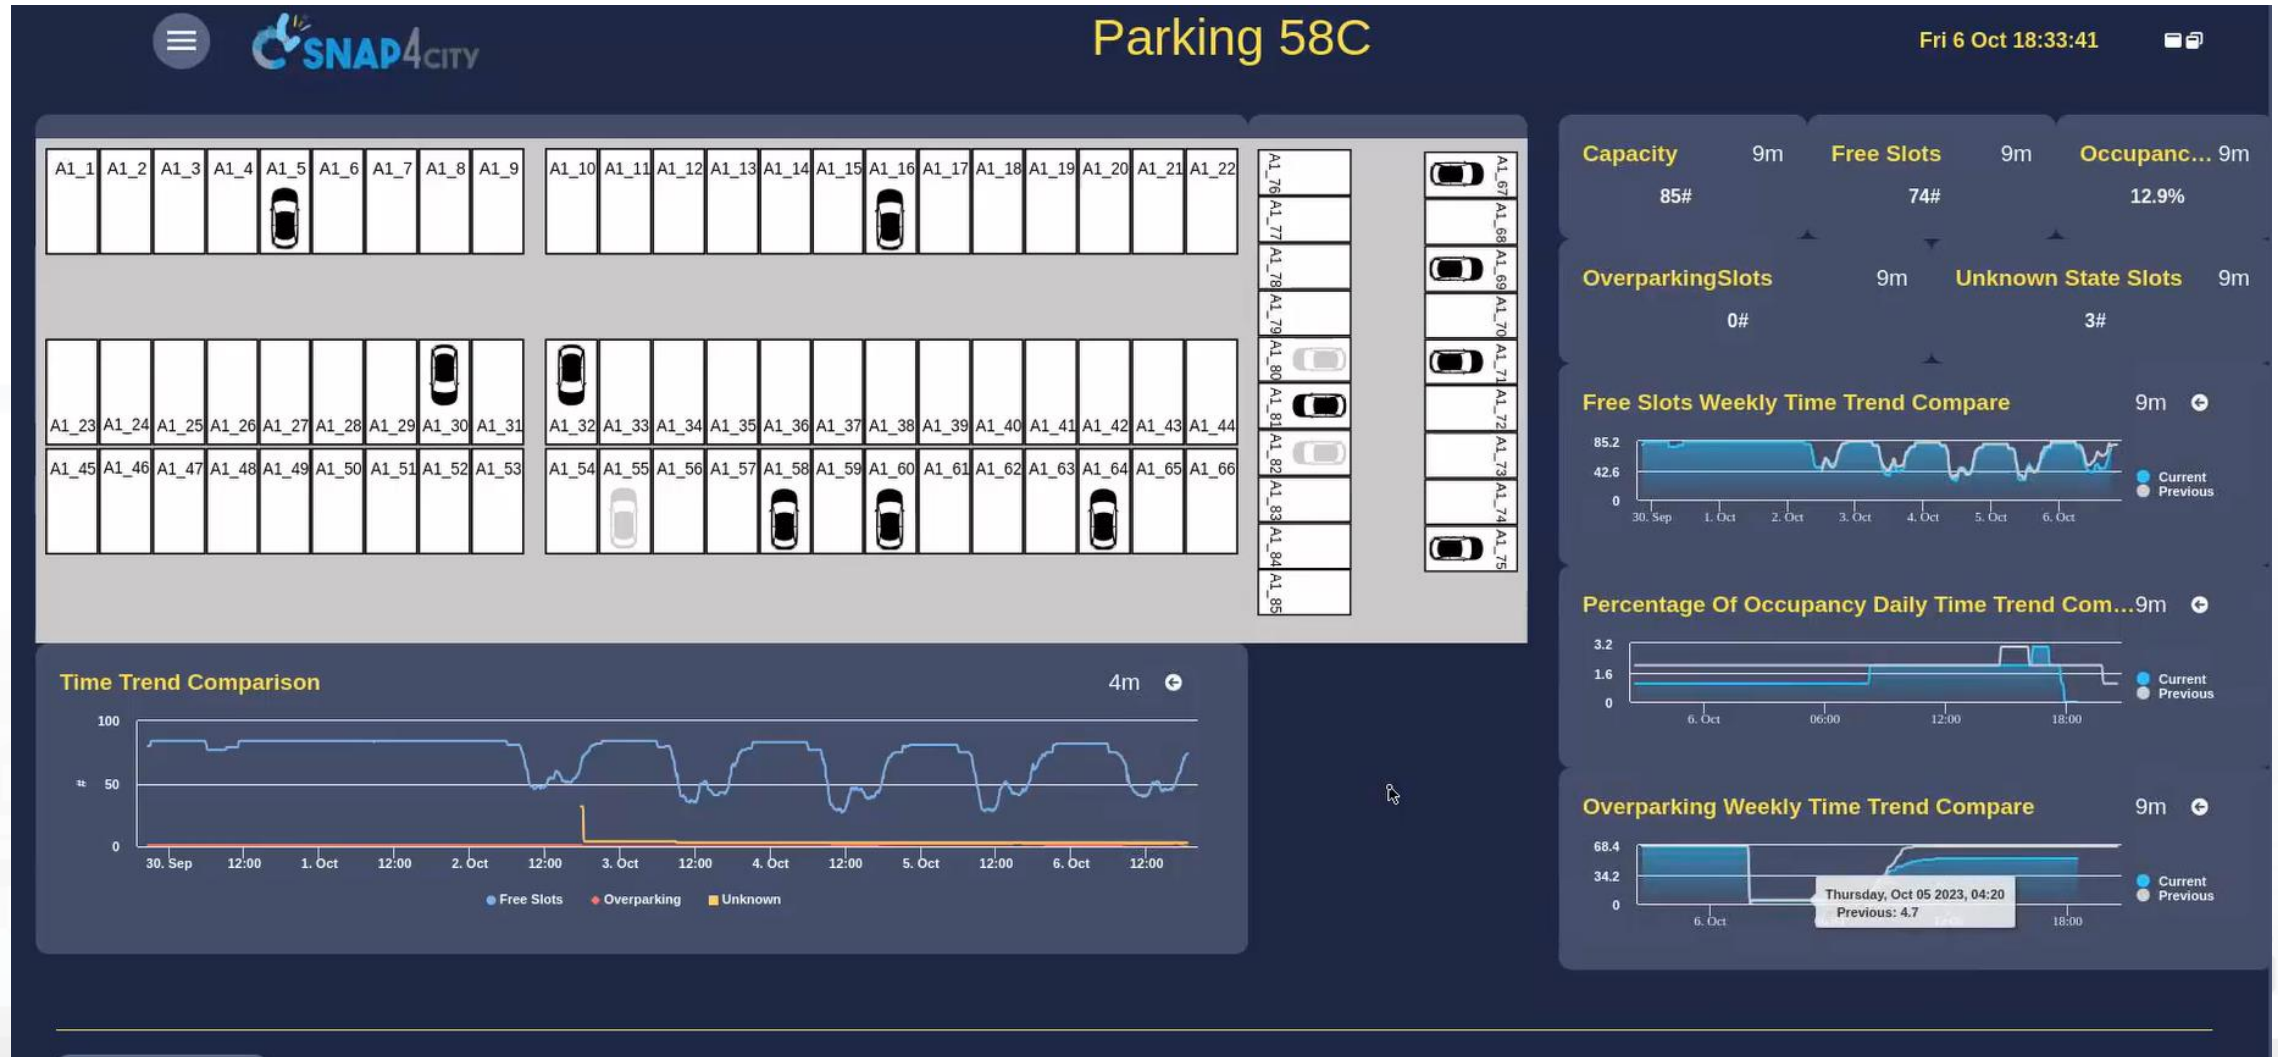 SNAP4CITY
Parking 58C
Fri 6 Oct 18:33:41
A1_1 A1_2 A1_3 A1_4 A1_5 A1_6 A1_7 A1_8 A1_9 A1_10 A1_11 A1_12 A1_13 A1_14 A1_15 A1_16 A1_17 A1_18 A1_19 A1_20 A1_21 A1_22
A1_23 A1_24 A1_25 A1_26 A1_27 A1_28 A1_29 A1_30 A1_31 A1_32 A1_33 A1_34 A1_35 A1_36 A1_37 A1_38 A1_39 A1_40 A1_41 A1_42 A1_43 A1_44
A1_45 A1_46 A1_47 A1_48 A1_49 A1_50 A1_51 A1_52 A1_53 A1_54 A1_55 A1_56 A1_57 A1_58 A1_59 A1_60 A1_61 A1_62 A1_63 A1_64 A1_65 A1_66
A1_76
A1_77
A1_78
A1_79
A1_80
A1_81
A1_82
A1_83
A1_84
A1_85
A1_67
A1_68
A1_69
A1_70
A1_71
A1_72
A1_73
A1_74
A1_75
Capacity 9m
85#
Free Slots 9m
74#
Occupanc... 9m
12.9%
OverparkingSlots 9m
0#
Unknown State Slots 9m
3#
Free Slots Weekly Time Trend Compare 9m
85.2
42.6
0
30. Sep 1. Oct 2. Oct 3. Oct 4. Oct 5. Oct 6. Oct
Current
Previous
Percentage Of Occupancy Daily Time Trend Com... 9m
3.2
1.6
0
6. Oct 06:00 12:00 18:00
Current
Previous
Overparking Weekly Time Trend Compare 9m
68.4
34.2
0
6. Oct 18:00
Thursday, Oct 05 2023, 04:20
Previous: 4.7
Current
Previous
Time Trend Comparison 4m
100
50
0
#
30. Sep 12:00 1. Oct 12:00 2. Oct 12:00 3. Oct 12:00 4. Oct 12:00 5. Oct 12:00 6. Oct 12:00
Free Slots Overparking Unknown